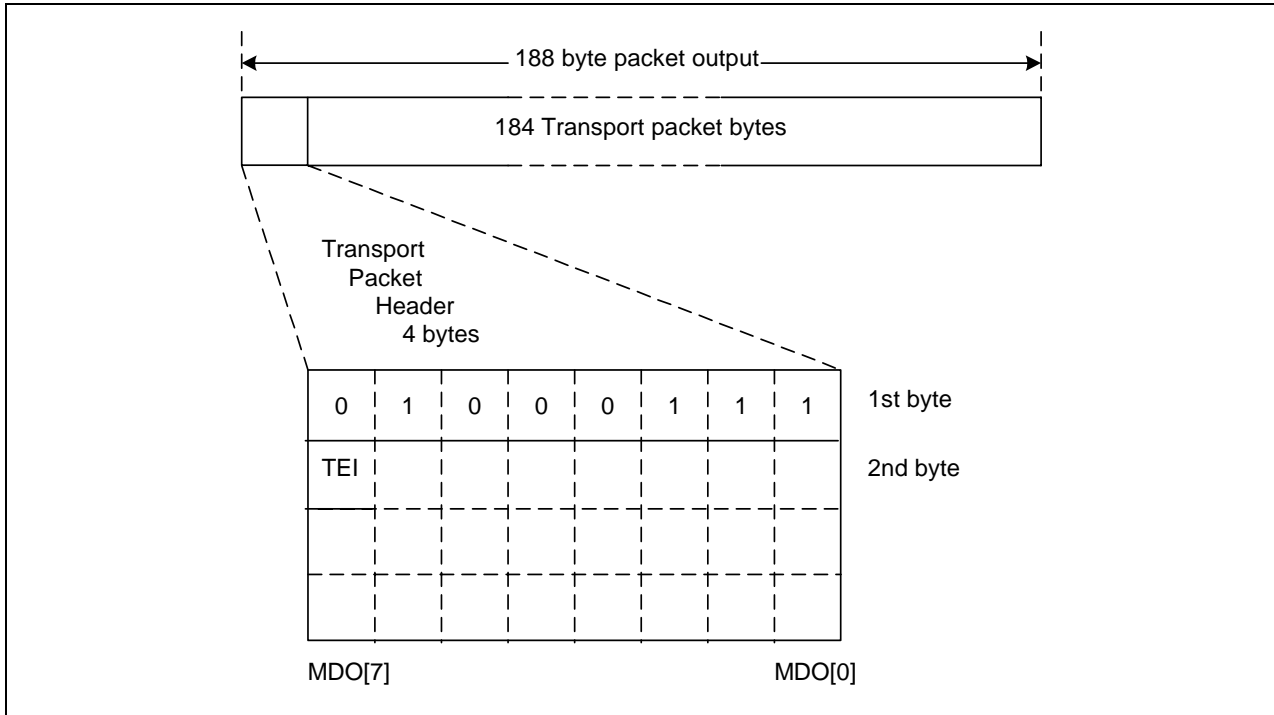 188 byte packet output
184 Transport packet bytes
Transport
Packet
Header
4 bytes
0 1 0 0 0 1 1 1 1st byte
TEI 2nd byte
MDO[7] MDO[0]